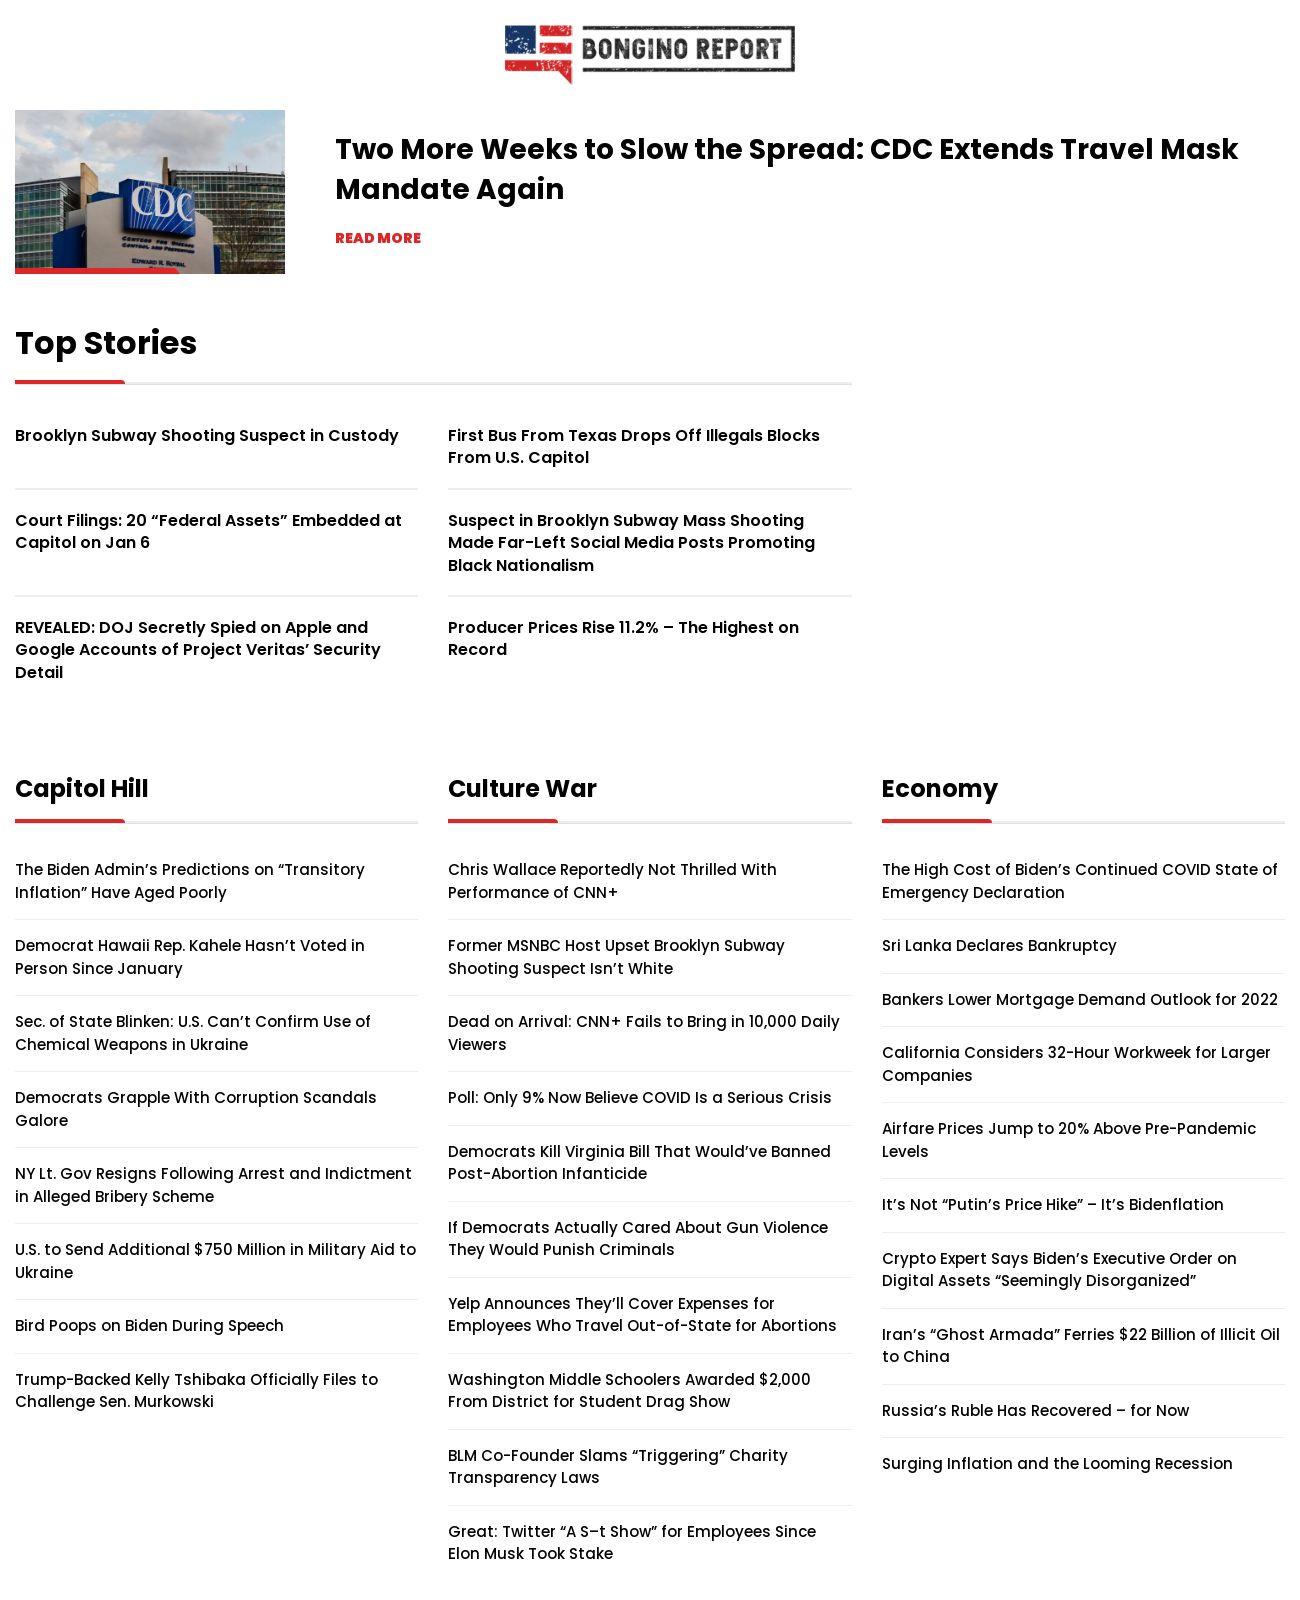 BONGINO REPORT
CDC
CENTERS FOR DISEASE
CONTROL AND PREVENTION
EDWARD R. ROYBAL
Two More Weeks to Slow the Spread: CDC Extends Travel Mask
Mandate Again
READ MORE
Top Stories
Brooklyn Subway Shooting Suspect in Custody
First Bus From Texas Drops Off Illegals Blocks
From U.S. Capitol
Court Filings: 20 “Federal Assets” Embedded at
Capitol on Jan 6
Suspect in Brooklyn Subway Mass Shooting
Made Far-Left Social Media Posts Promoting
Black Nationalism
REVEALED: DOJ Secretly Spied on Apple and
Google Accounts of Project Veritas’ Security
Detail
Producer Prices Rise 11.2% – The Highest on
Record
Capitol Hill
The Biden Admin’s Predictions on “Transitory
Inflation” Have Aged Poorly
Democrat Hawaii Rep. Kahele Hasn’t Voted in
Person Since January
Sec. of State Blinken: U.S. Can’t Confirm Use of
Chemical Weapons in Ukraine
Democrats Grapple With Corruption Scandals
Galore
NY Lt. Gov Resigns Following Arrest and Indictment
in Alleged Bribery Scheme
U.S. to Send Additional $750 Million in Military Aid to
Ukraine
Bird Poops on Biden During Speech
Trump-Backed Kelly Tshibaka Officially Files to
Challenge Sen. Murkowski
Culture War
Chris Wallace Reportedly Not Thrilled With
Performance of CNN+
Former MSNBC Host Upset Brooklyn Subway
Shooting Suspect Isn’t White
Dead on Arrival: CNN+ Fails to Bring in 10,000 Daily
Viewers
Poll: Only 9% Now Believe COVID Is a Serious Crisis
Democrats Kill Virginia Bill That Would’ve Banned
Post-Abortion Infanticide
If Democrats Actually Cared About Gun Violence
They Would Punish Criminals
Yelp Announces They’ll Cover Expenses for
Employees Who Travel Out-of-State for Abortions
Washington Middle Schoolers Awarded $2,000
From District for Student Drag Show
BLM Co-Founder Slams “Triggering” Charity
Transparency Laws
Great: Twitter “A S–t Show” for Employees Since
Elon Musk Took Stake
Economy
The High Cost of Biden’s Continued COVID State of
Emergency Declaration
Sri Lanka Declares Bankruptcy
Bankers Lower Mortgage Demand Outlook for 2022
California Considers 32-Hour Workweek for Larger
Companies
Airfare Prices Jump to 20% Above Pre-Pandemic
Levels
It’s Not “Putin’s Price Hike” – It’s Bidenflation
Crypto Expert Says Biden’s Executive Order on
Digital Assets “Seemingly Disorganized”
Iran’s “Ghost Armada” Ferries $22 Billion of Illicit Oil
to China
Russia’s Ruble Has Recovered – for Now
Surging Inflation and the Looming Recession